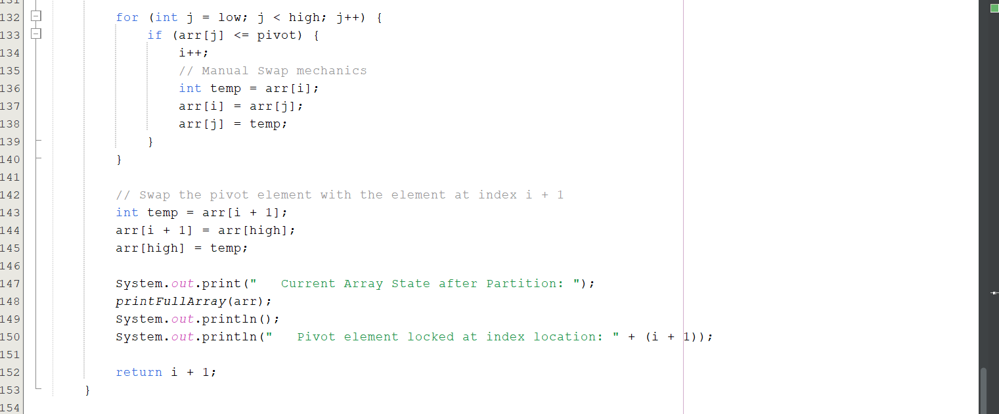 131
132 for (int j = low; j < high; j++) {
133 if (arr[j] <= pivot) {
134 i++;
135 // Manual Swap mechanics
136 int temp = arr[i];
137 arr[i] = arr[j];
138 arr[j] = temp;
139 }
140 }
141
142 // Swap the pivot element with the element at index i + 1
143 int temp = arr[i + 1];
144 arr[i + 1] = arr[high];
145 arr[high] = temp;
146
147 System.out.print("   Current Array State after Partition: ");
148 printFullArray(arr);
149 System.out.println();
150 System.out.println("   Pivot element locked at index location: " + (i + 1));
151
152 return i + 1;
153 }
154